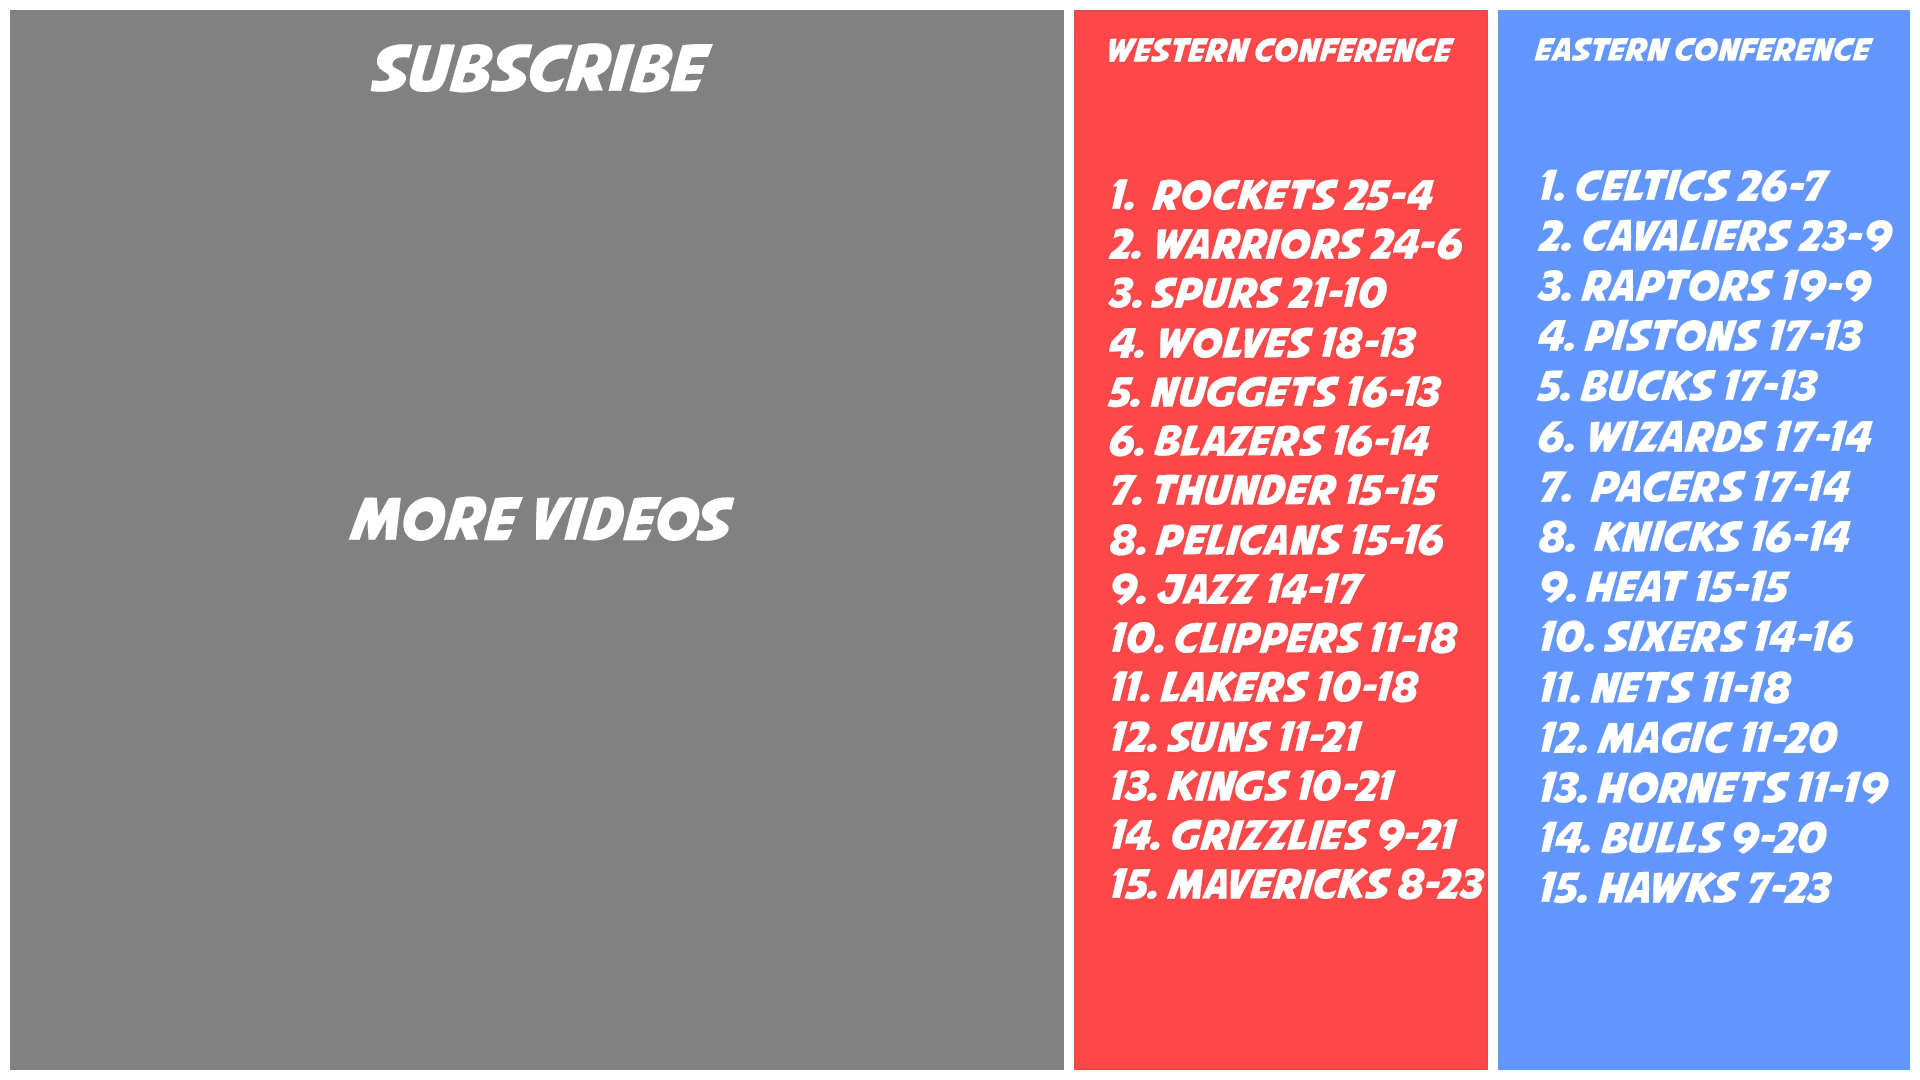 SUBSCRIBE
MORE VIDEOS
WESTERN CONFERENCE
1. ROCKETS 25-4
2. WARRIORS 24-6
3. SPURS 21-10
4. WOLVES 18-13
5. NUGGETS 16-13
6. BLAZERS 16-14
7. THUNDER 15-15
8. PELICANS 15-16
9. JAZZ 14-17
10. CLIPPERS 11-18
11. LAKERS 10-18
12. SUNS 11-21
13. KINGS 10-21
14. GRIZZLIES 9-21
15. MAVERICKS 8-23
EASTERN CONFERENCE
1. CELTICS 26-7
2. CAVALIERS 23-9
3. RAPTORS 19-9
4. PISTONS 17-13
5. BUCKS 17-13
6. WIZARDS 17-14
7. PACERS 17-14
8. KNICKS 16-14
9. HEAT 15-15
10. SIXERS 14-16
11. NETS 11-18
12. MAGIC 11-20
13. HORNETS 11-19
14. BULLS 9-20
15. HAWKS 7-23